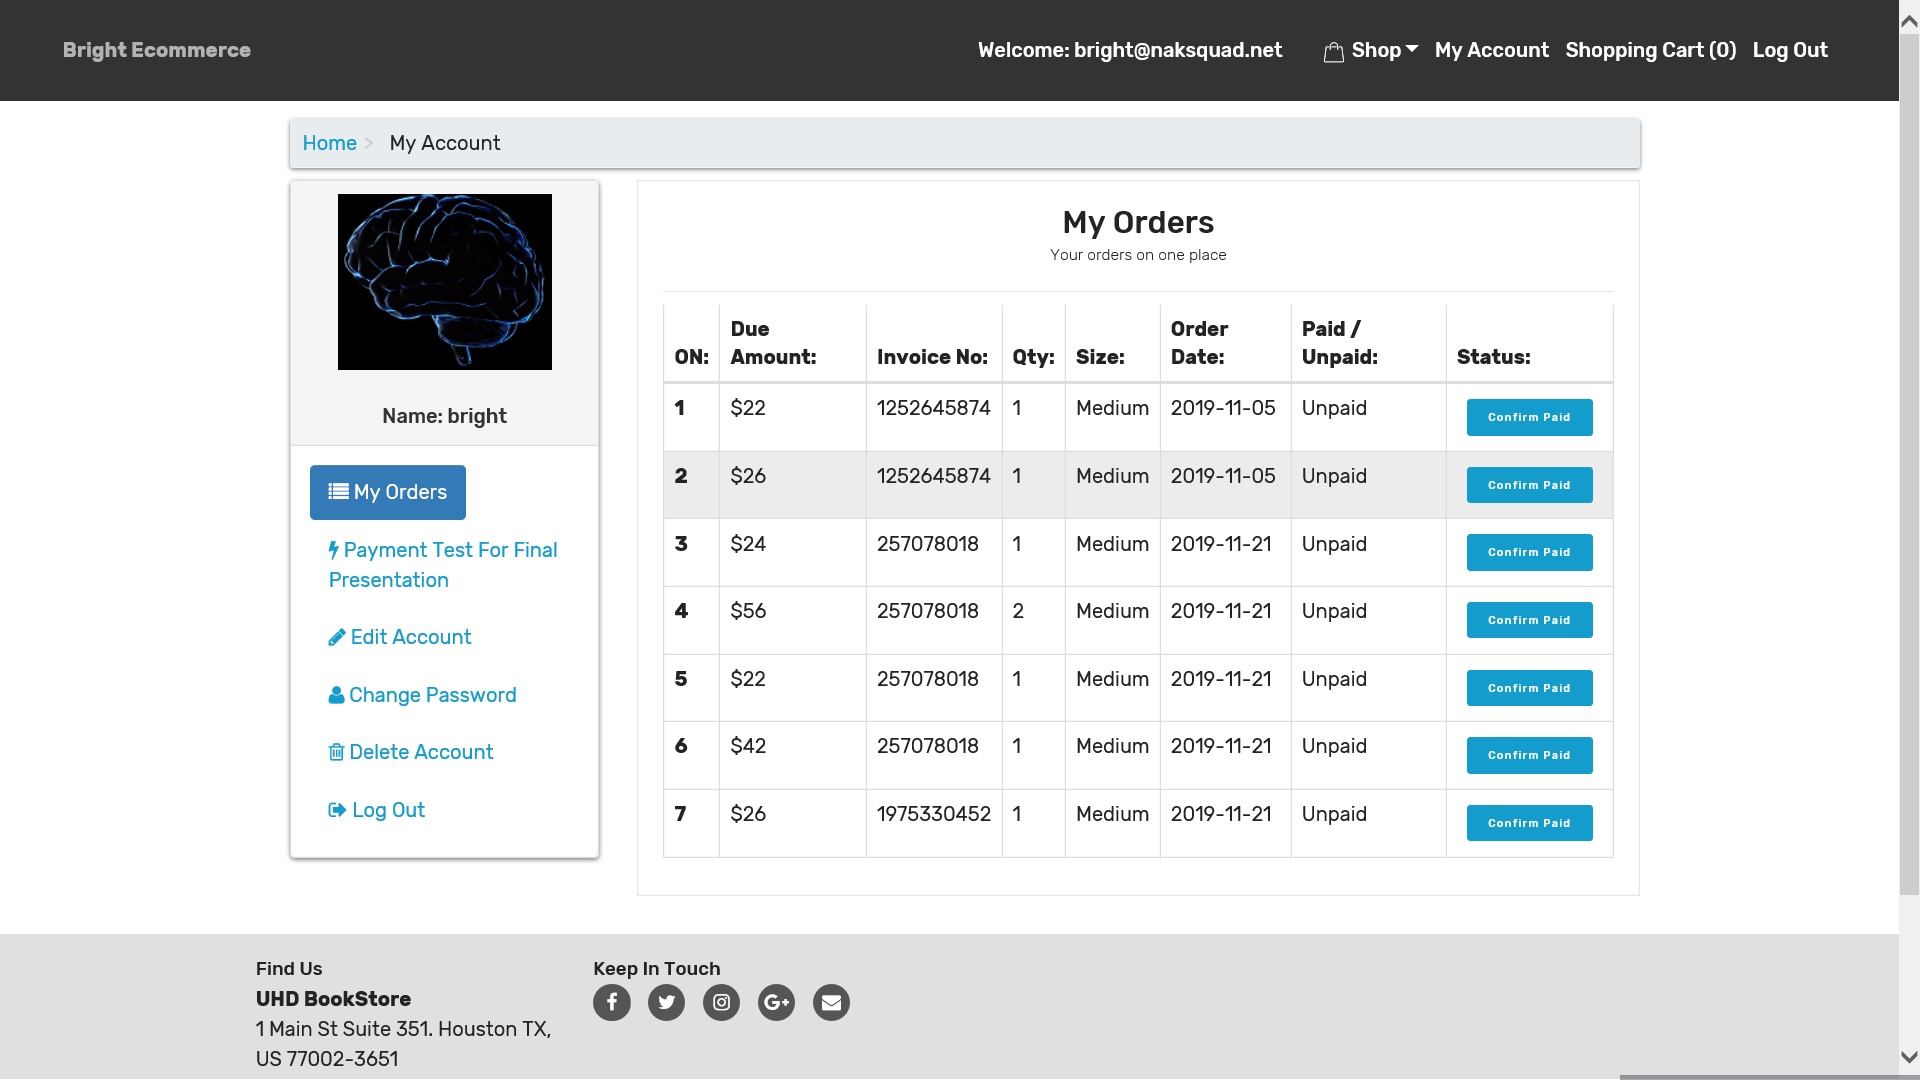 Bright Ecommerce
Welcome: bright@naksquad.net Shop My Account Shopping Cart (0) Log Out
Home > My Account
Name: bright
My Orders
Payment Test For Final
Presentation
Edit Account
Change Password
Delete Account
Log Out
My Orders
Your orders on one place
ON: Due Amount: Invoice No: Qty: Size: Order Date: Paid / Unpaid: Status:
1 $22 1252645874 1 Medium 2019-11-05 Unpaid Confirm Paid
2 $26 1252645874 1 Medium 2019-11-05 Unpaid Confirm Paid
3 $24 257078018 1 Medium 2019-11-21 Unpaid Confirm Paid
4 $56 257078018 2 Medium 2019-11-21 Unpaid Confirm Paid
5 $22 257078018 1 Medium 2019-11-21 Unpaid Confirm Paid
6 $42 257078018 1 Medium 2019-11-21 Unpaid Confirm Paid
7 $26 1975330452 1 Medium 2019-11-21 Unpaid Confirm Paid
Find Us
UHD BookStore
1 Main St Suite 351. Houston TX,
US 77002-3651
Keep In Touch